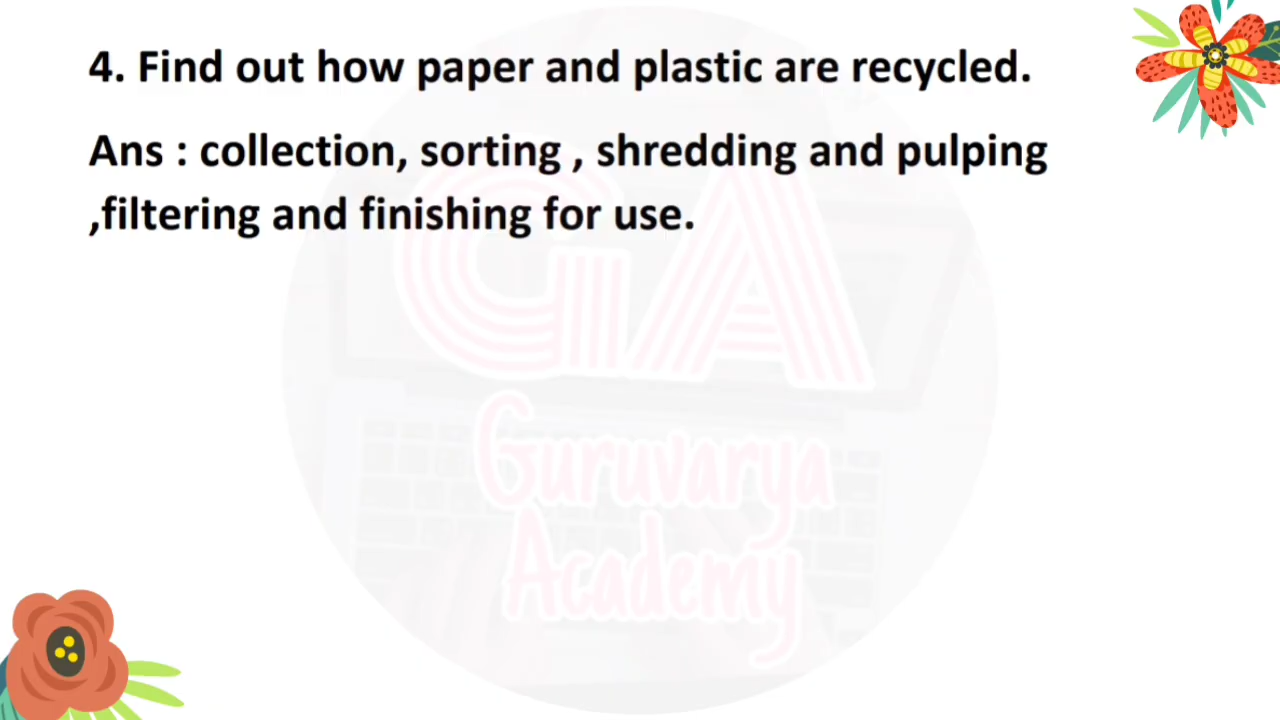 4. Find out how paper and plastic are recycled.
Ans : collection, sorting , shredding and pulping
,filtering and finishing for use.
GA
Guruvarya
Academy